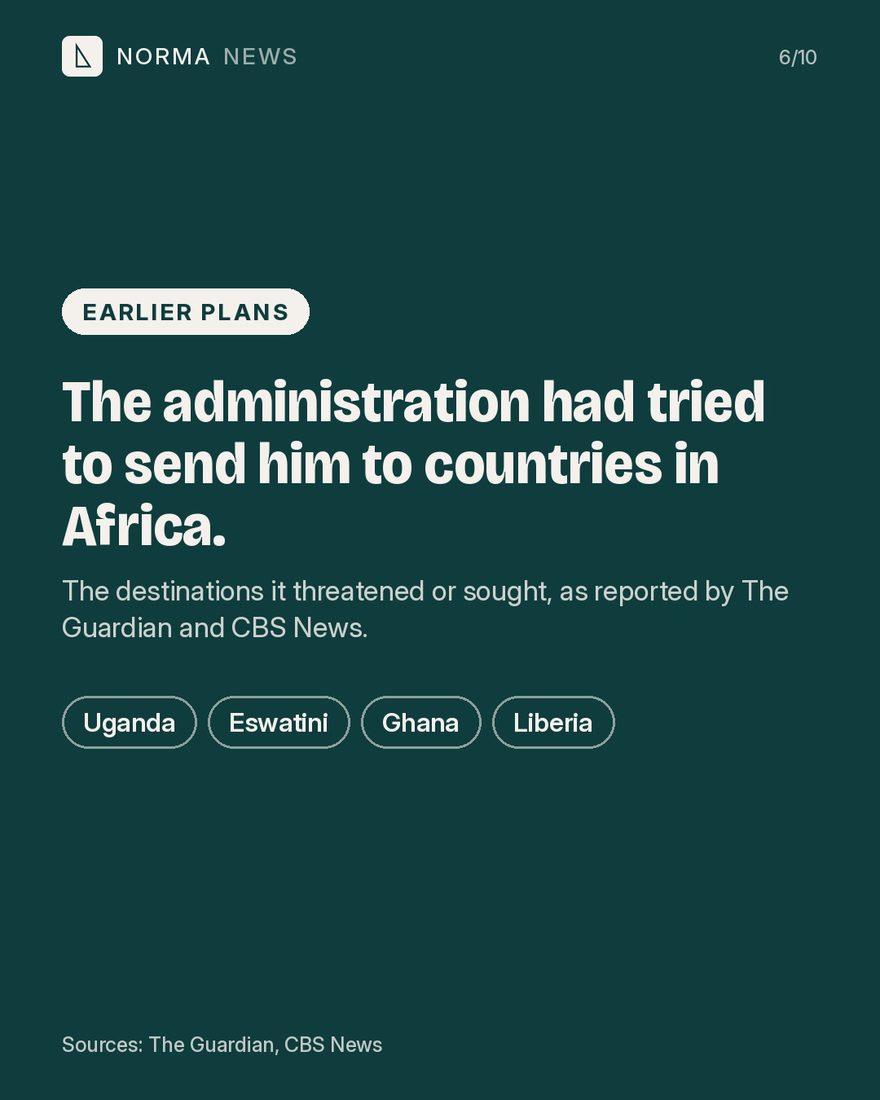 NORMA NEWS
6/10
EARLIER PLANS
The administration had tried
to send him to countries in
Africa.
The destinations it threatened or sought, as reported by The
Guardian and CBS News.
Uganda Eswatini Ghana Liberia
Sources: The Guardian, CBS News